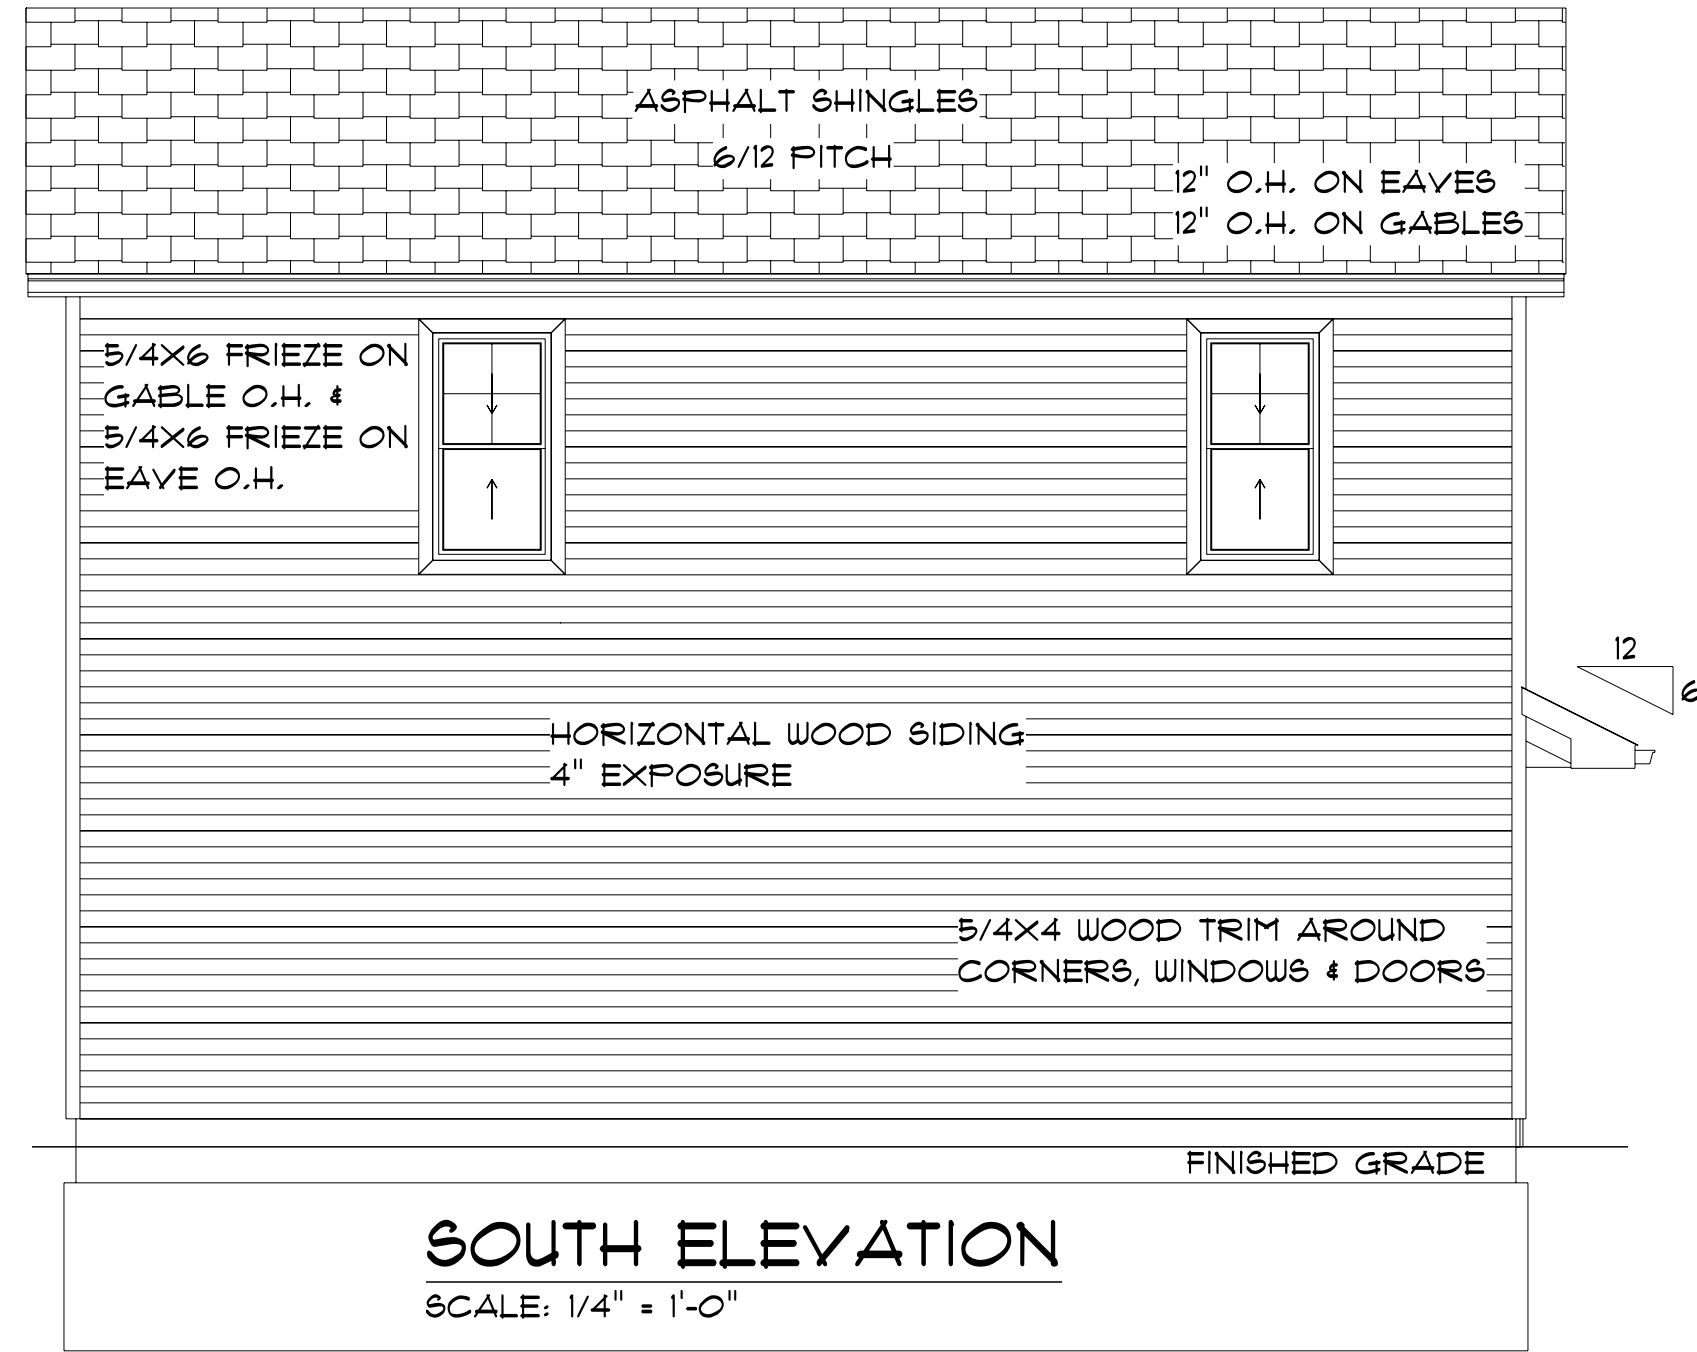 ASPHALT SHINGLES
6/12 PITCH
12" O.H. ON EAVES
12" O.H. ON GABLES
5/4X6 FRIEZE ON
GABLE O.H. &
5/4X6 FRIEZE ON
EAVE O.H.
12
6
HORIZONTAL WOOD SIDING
4" EXPOSURE
5/4X4 WOOD TRIM AROUND
CORNERS, WINDOWS & DOORS
FINISHED GRADE
SOUTH ELEVATION
SCALE: 1/4" = 1'-0"